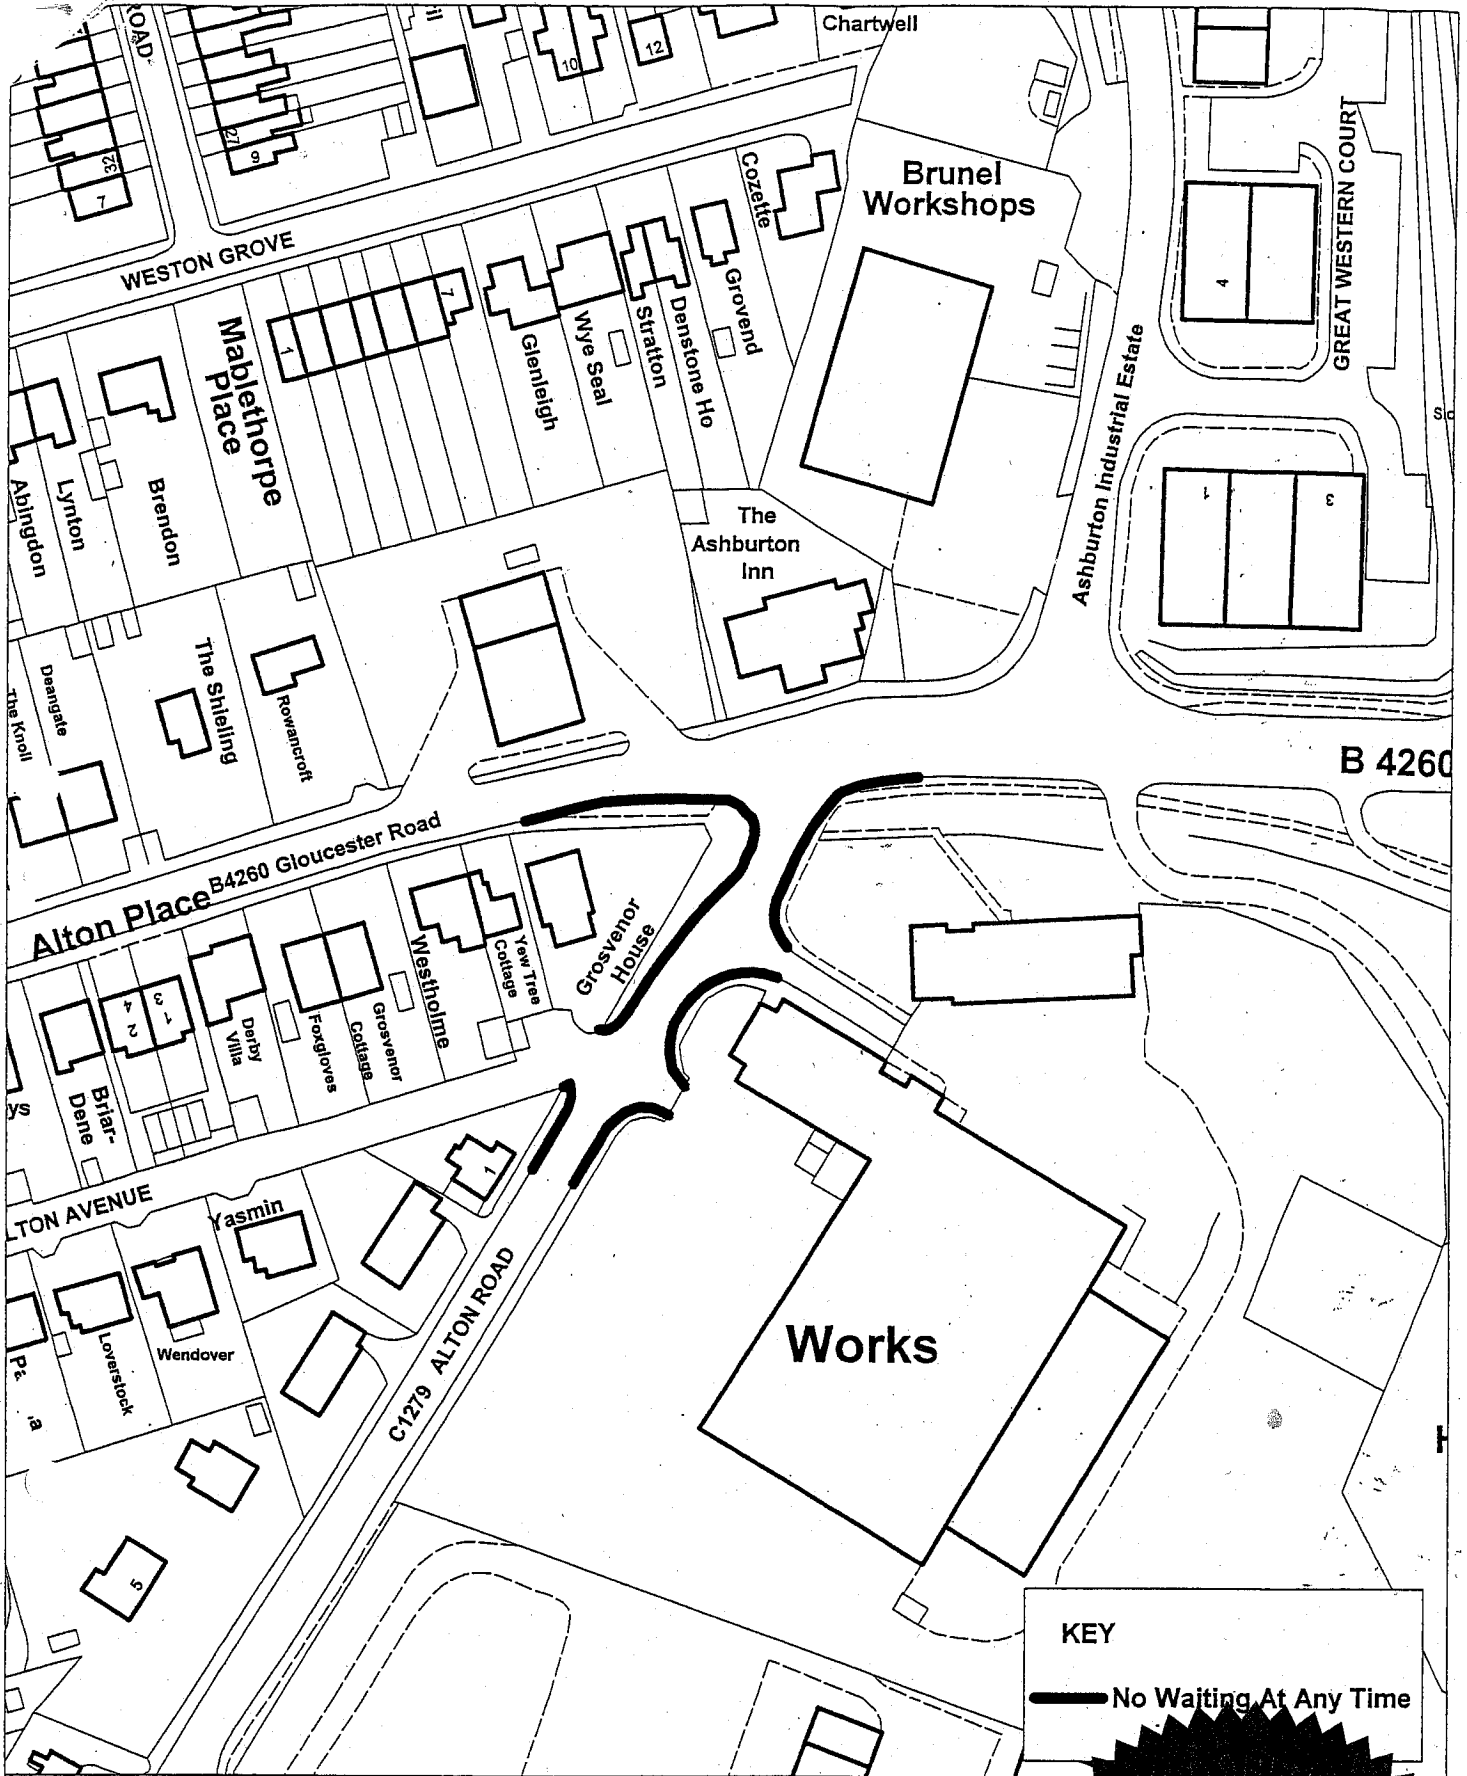 ROAD
10
12
Chartwell
32
7
27
9
WESTON GROVE
Cozette
Brunel
Workshops
GREAT WESTERN COURT
4
Mablethorpe
Place
1
7
Glenleigh
Wye Seal
Stratton
Denstone Ho
Grovend
Ashburton Industrial Estate
1
3
Abingdon
Lynton
Brendon
The
Ashburton
Inn
The Knoll
Deangate
The Shieling
Rowancroft
B 4260
B4260 Gloucester Road
Alton Place
Grosvenor
House
Yew Tree
Cottage
Westholme
Grosvenor
Cottage
Foxgloves
Derby
Villa
4
3
2
1
Briar-
Dene
ys
LTON AVENUE
Yasmin
1
Loverstock
Wendover
C1279 ALTON ROAD
Works
5
KEY
No Waiting At Any Time